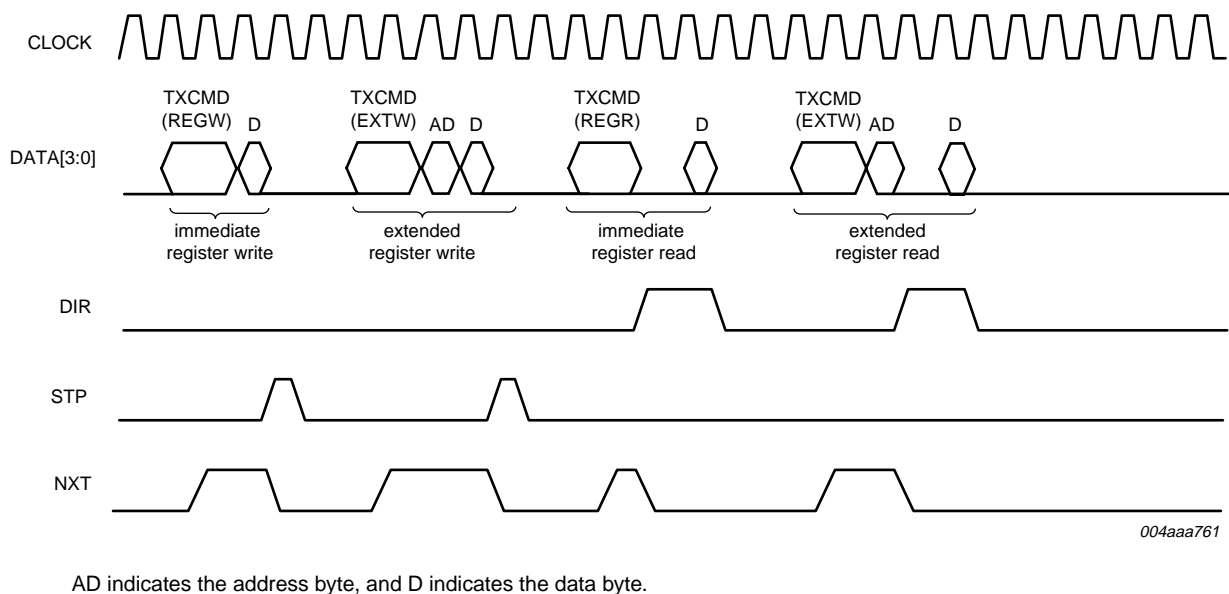 CLOCK
TXCMD
(REGW) D
TXCMD
(EXTW) AD D
TXCMD
(REGR) D
TXCMD
(EXTW) AD D
DATA[3:0]
immediate
register write
extended
register write
immediate
register read
extended
register read
DIR
STP
NXT
004aaa761
AD indicates the address byte, and D indicates the data byte.